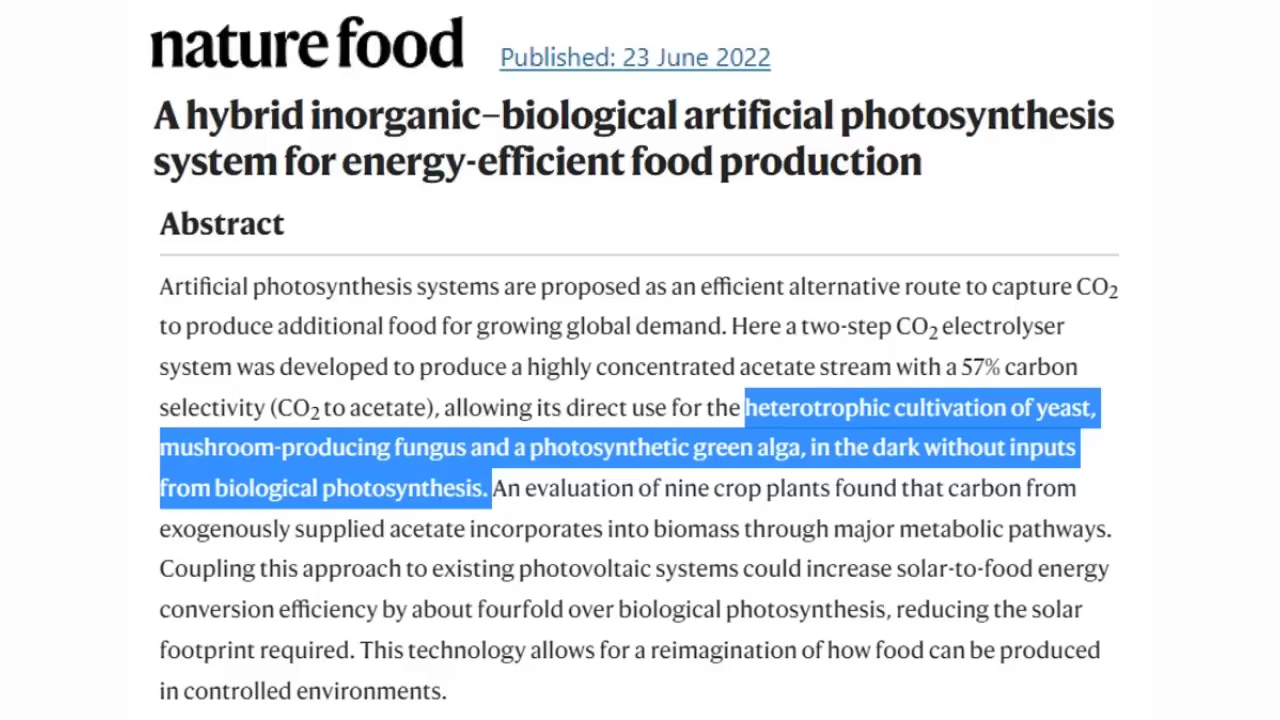 nature food
Published: 23 June 2022
A hybrid inorganic–biological artificial photosynthesis
system for energy-efficient food production
Abstract
Artificial photosynthesis systems are proposed as an efficient alternative route to capture CO2
to produce additional food for growing global demand. Here a two-step CO2 electrolyser
system was developed to produce a highly concentrated acetate stream with a 57% carbon
selectivity (CO2 to acetate), allowing its direct use for the heterotrophic cultivation of yeast,
mushroom-producing fungus and a photosynthetic green alga, in the dark without inputs
from biological photosynthesis. An evaluation of nine crop plants found that carbon from
exogenously supplied acetate incorporates into biomass through major metabolic pathways.
Coupling this approach to existing photovoltaic systems could increase solar-to-food energy
conversion efficiency by about fourfold over biological photosynthesis, reducing the solar
footprint required. This technology allows for a reimagination of how food can be produced
in controlled environments.